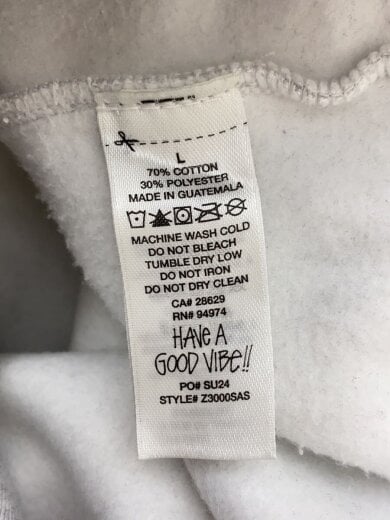 L
70% COTTON
30% POLYESTER
MADE IN GUATEMALA
MACHINE WASH COLD
DO NOT BLEACH
TUMBLE DRY LOW
DO NOT IRON
DO NOT DRY CLEAN
CA# 28629
RN# 94974
HAVE A
GOOD VIBE!!
PO# SU24
STYLE# Z3000SAS